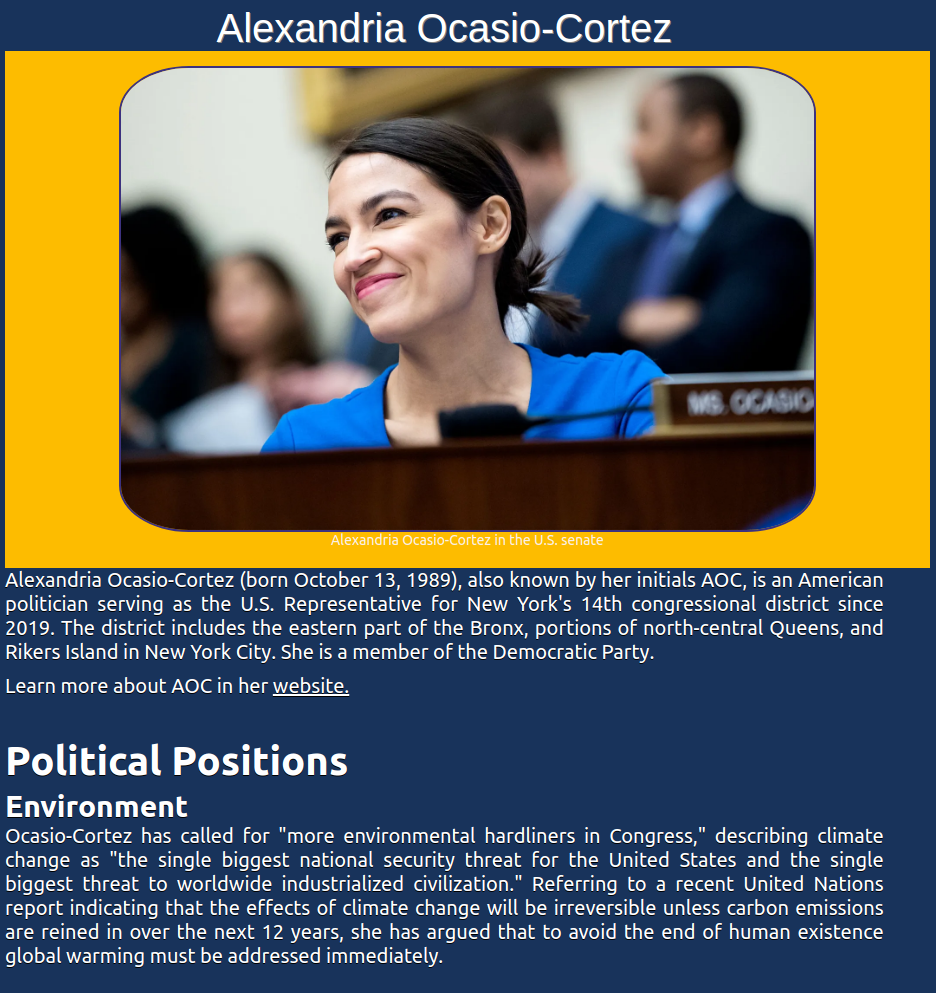 Alexandria Ocasio-Cortez
MS. OCASIO
Alexandria Ocasio-Cortez in the U.S. senate
Alexandria Ocasio-Cortez (born October 13, 1989), also known by her initials AOC, is an American
politician serving as the U.S. Representative for New York's 14th congressional district since
2019. The district includes the eastern part of the Bronx, portions of north-central Queens, and
Rikers Island in New York City. She is a member of the Democratic Party.
Learn more about AOC in her website.
Political Positions
Environment
Ocasio-Cortez has called for "more environmental hardliners in Congress," describing climate
change as "the single biggest national security threat for the United States and the single
biggest threat to worldwide industrialized civilization." Referring to a recent United Nations
report indicating that the effects of climate change will be irreversible unless carbon emissions
are reined in over the next 12 years, she has argued that to avoid the end of human existence
global warming must be addressed immediately.